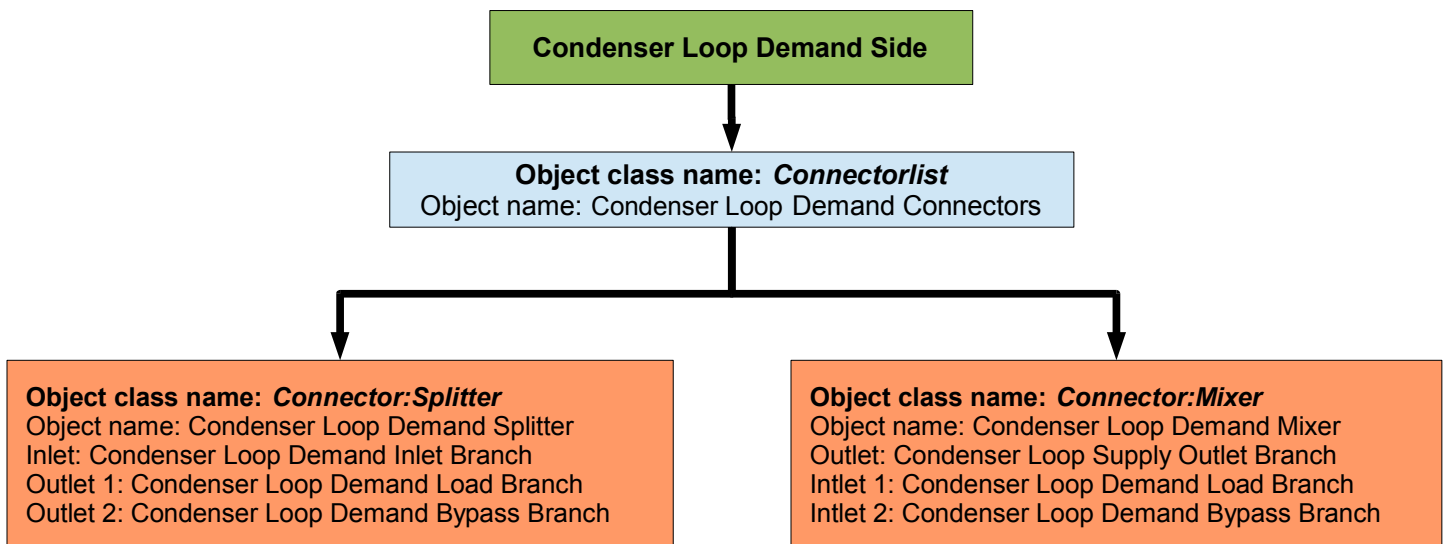 Condenser Loop Demand Side
Object class name: Connectorlist
Object name: Condenser Loop Demand Connectors
Object class name: Connector:Splitter
Object name: Condenser Loop Demand Splitter
Inlet: Condenser Loop Demand Inlet Branch
Outlet 1: Condenser Loop Demand Load Branch
Outlet 2: Condenser Loop Demand Bypass Branch
Object class name: Connector:Mixer
Object name: Condenser Loop Demand Mixer
Outlet: Condenser Loop Supply Outlet Branch
Intlet 1: Condenser Loop Demand Load Branch
Intlet 2: Condenser Loop Demand Bypass Branch